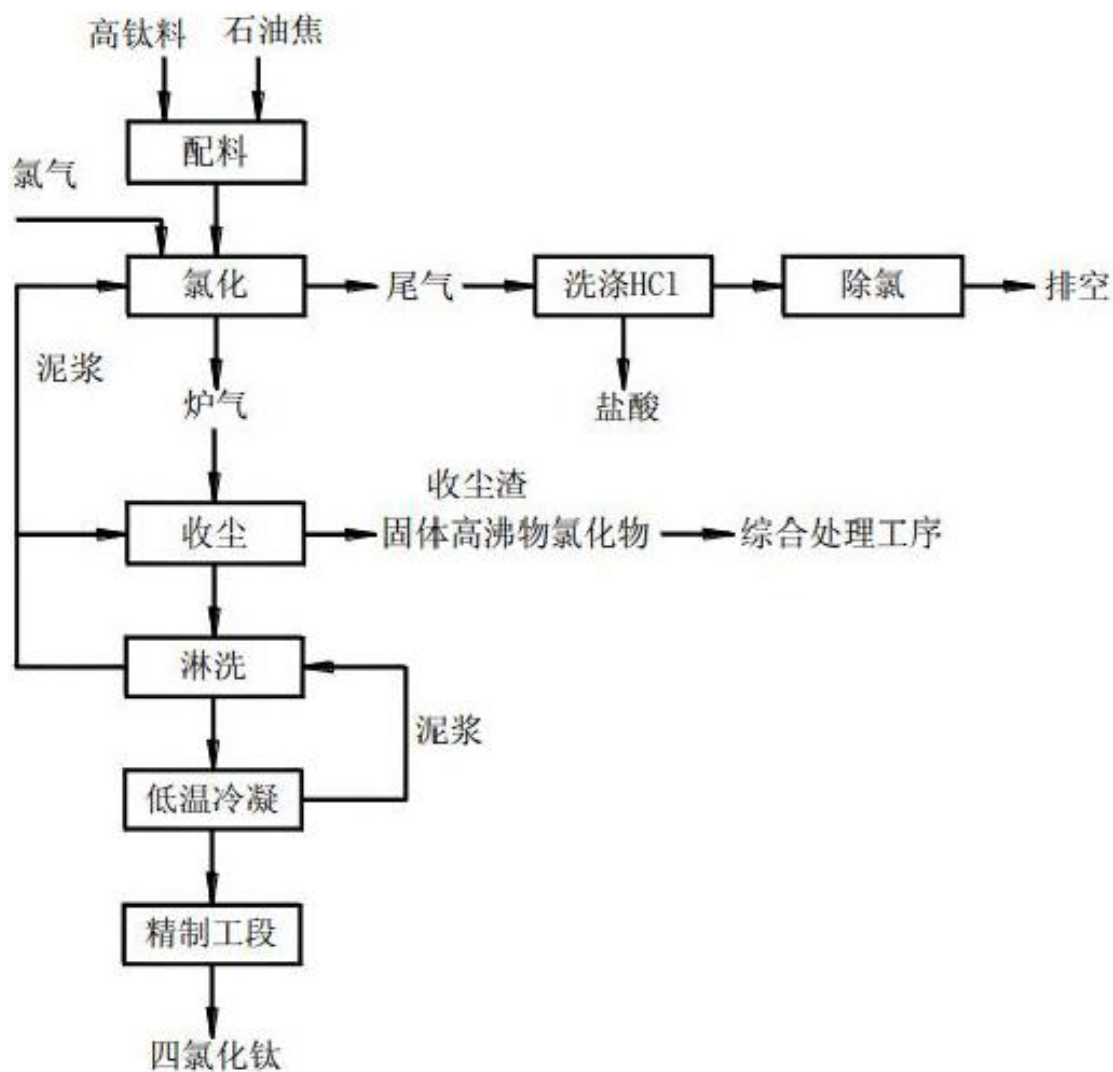 高钛料 石油焦
配料
氯气
氯化 尾气 洗涤HCl 除氯 排空
泥浆
炉气 盐酸
收尘渣
收尘 固体高沸物氯化物 综合处理工序
淋洗
泥浆
低温冷凝
精制工段
四氯化钛